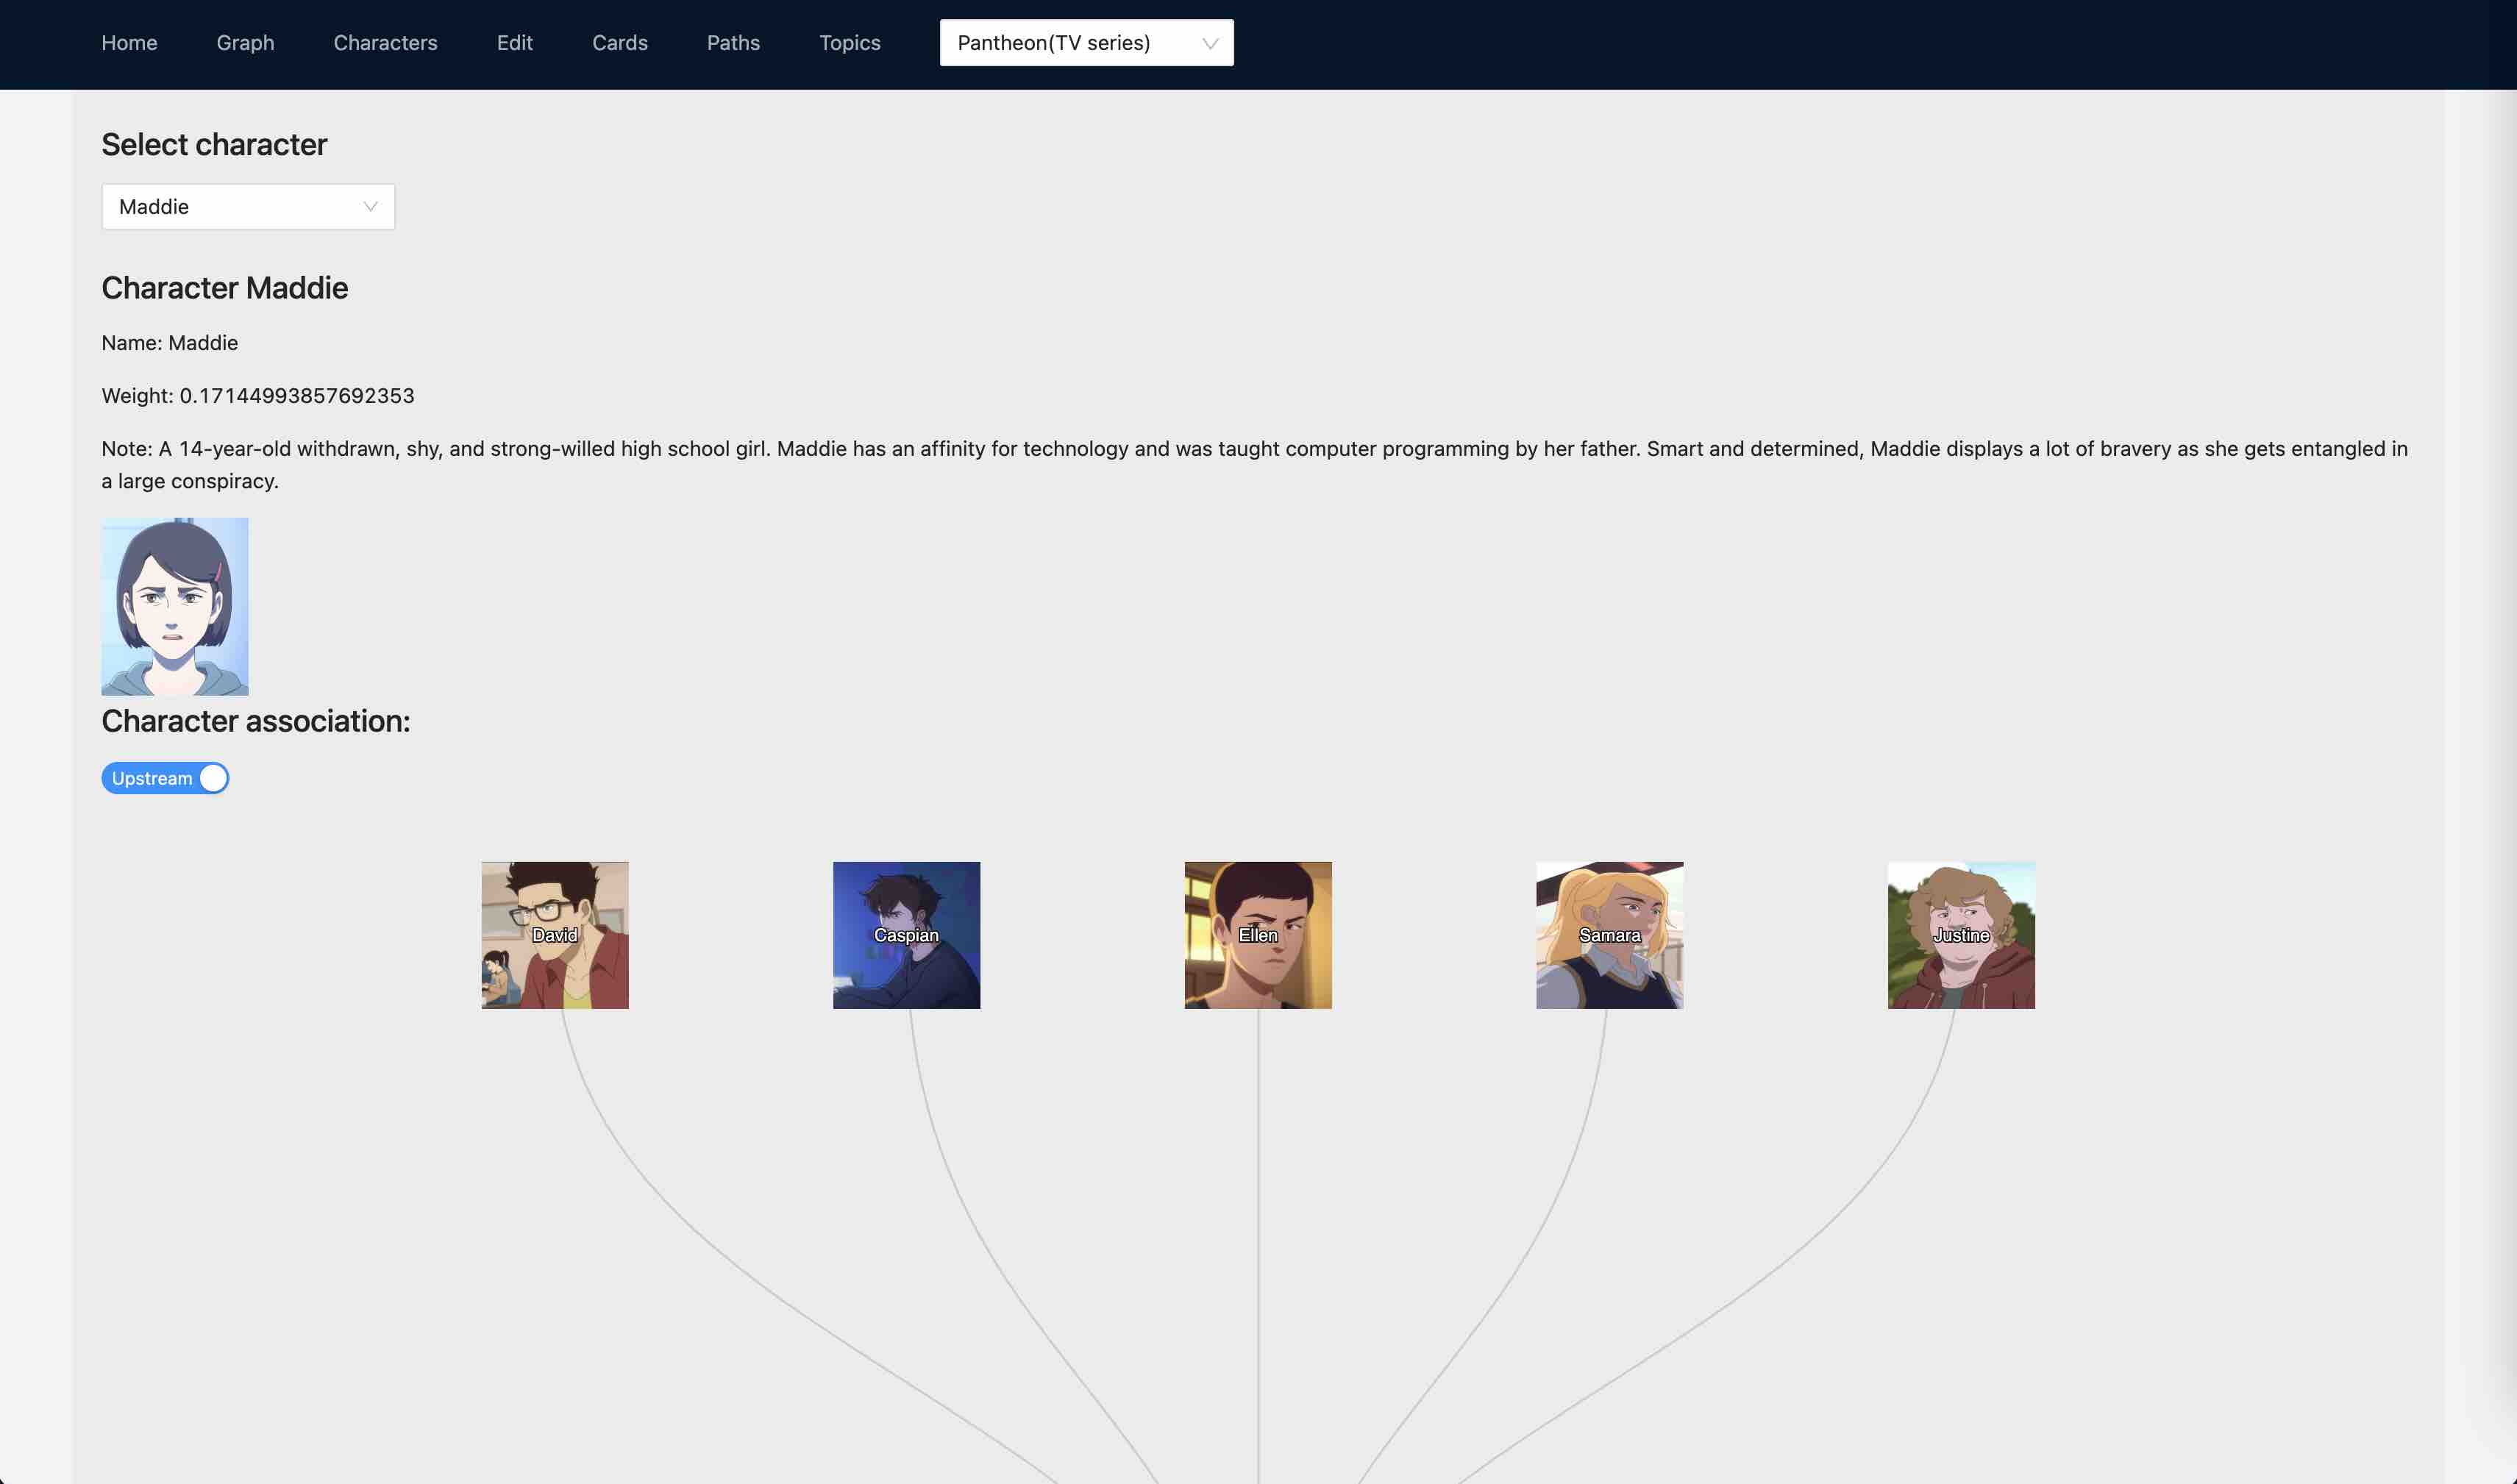 Home Graph Characters Edit Cards Paths Topics Pantheon(TV series)
Select character
Maddie
Character Maddie
Name: Maddie
Weight: 0.17144993857692353
Note: A 14-year-old withdrawn, shy, and strong-willed high school girl. Maddie has an affinity for technology and was taught computer programming by her father. Smart and determined, Maddie displays a lot of bravery as she gets entangled in
a large conspiracy.
Character association:
Upstream
David Caspian Ellen Samara Justine